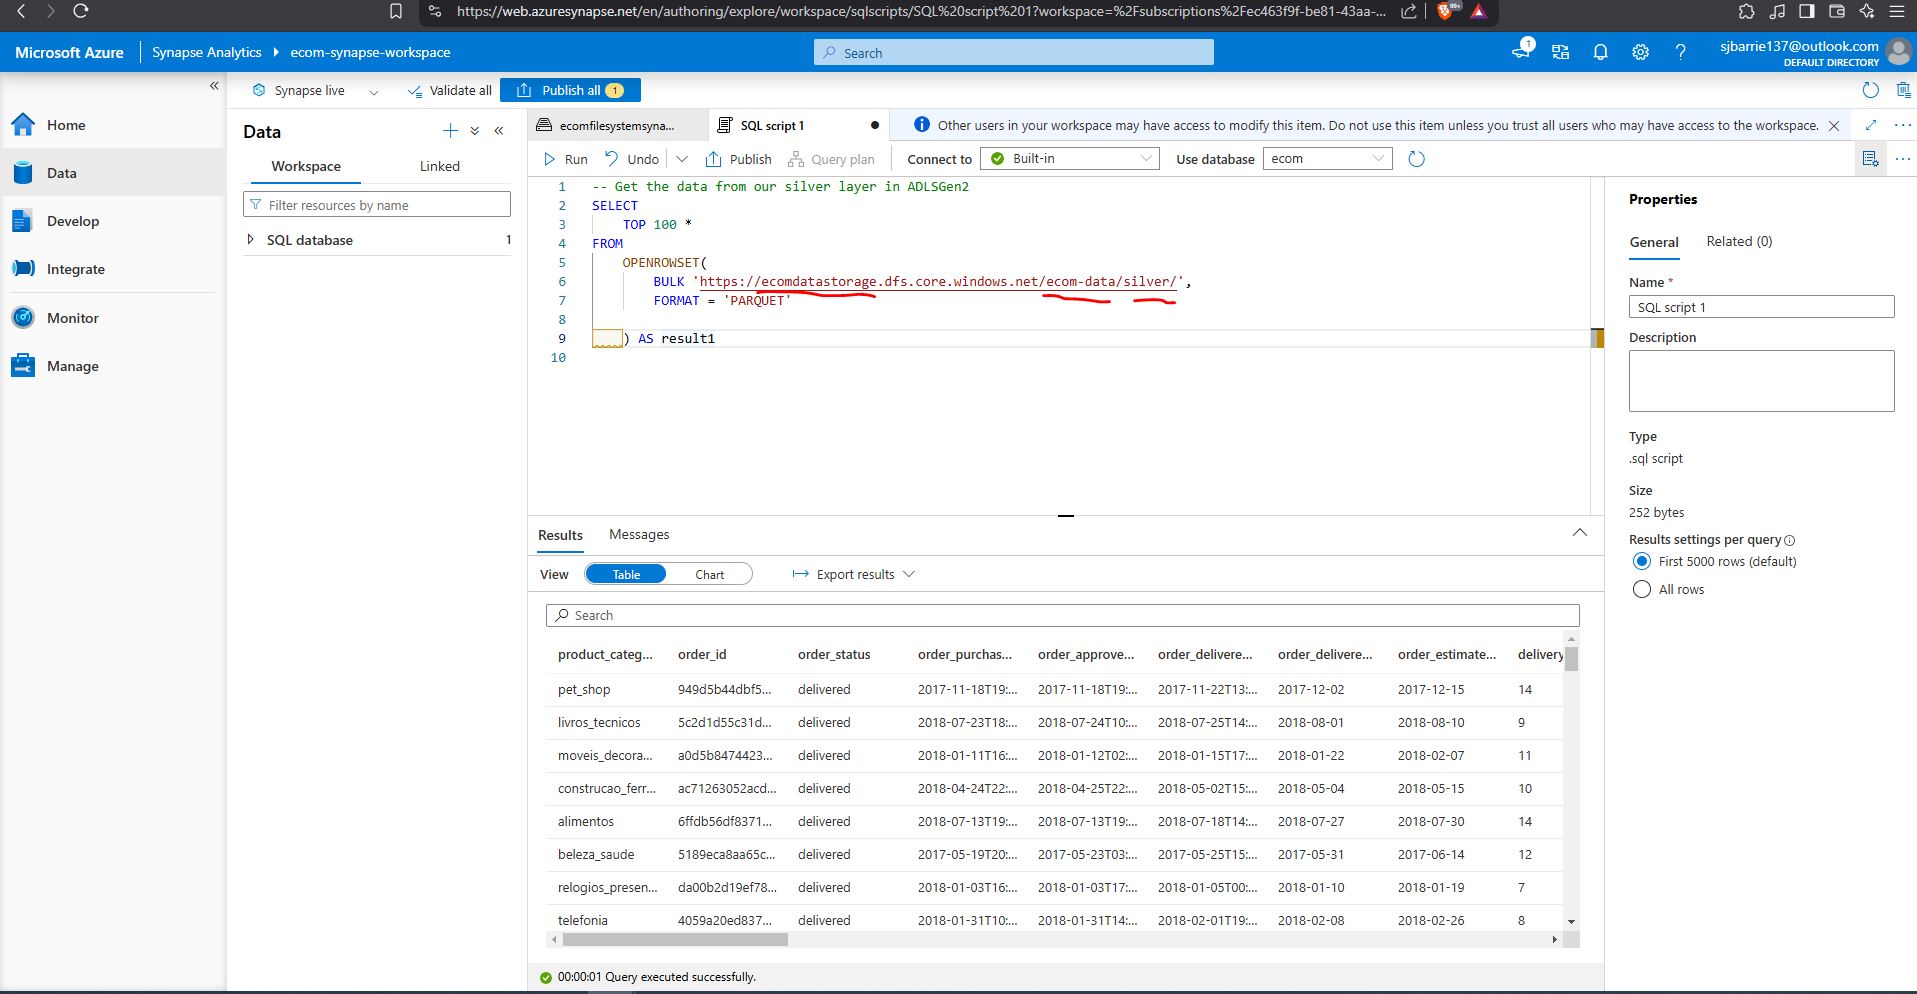 https://web.azuresynapse.net/en/authoring/explore/workspace/sqlscripts/SQL%20script%201?workspace=%2Fsubscriptions%2Fec463f9f-be81-43aa-...
99+
Microsoft Azure
Synapse Analytics
ecom-synapse-workspace
Search
1
sjbarrie137@outlook.com
DEFAULT DIRECTORY
Synapse live
Validate all
Publish all 1
Home
Data
Develop
Integrate
Monitor
Manage
Data
Workspace
Linked
Filter resources by name
SQL database 1
ecomfilesystemsyna...
SQL script 1
Other users in your workspace may have access to modify this item. Do not use this item unless you trust all users who may have access to the workspace.
Run
Undo
Publish
Query plan
Connect to
Built-in
Use database
ecom
1 -- Get the data from our silver layer in ADLSGen2
2 SELECT
3 TOP 100 *
4 FROM
5 OPENROWSET(
6 BULK 'https://ecomdatastorage.dfs.core.windows.net/ecom-data/silver/',
7 FORMAT = 'PARQUET'
8
9 ) AS result1
10
Results
Messages
View
Table
Chart
Export results
Search
product_categ... order_id order_status order_purchas... order_approve... order_delivere... order_delivere... order_estimate... delivery
pet_shop 949d5b44dbf5... delivered 2017-11-18T19:... 2017-11-18T19:... 2017-11-22T13:... 2017-12-02 2017-12-15 14
livros_tecnicos 5c2d1d55c31d... delivered 2018-07-23T18:... 2018-07-24T10:... 2018-07-25T14:... 2018-08-01 2018-08-10 9
moveis_decora... a0d5b8474423... delivered 2018-01-11T16:... 2018-01-12T02:... 2018-01-15T17:... 2018-01-22 2018-02-07 11
construcao_ferr... ac71263052acd... delivered 2018-04-24T22:... 2018-04-25T22:... 2018-05-02T15:... 2018-05-04 2018-05-15 10
alimentos 6ffdb56df8371... delivered 2018-07-13T19:... 2018-07-13T19:... 2018-07-18T14:... 2018-07-27 2018-07-30 14
beleza_saude 5189eca8aa65c... delivered 2017-05-19T20:... 2017-05-23T03:... 2017-05-25T15:... 2017-05-31 2017-06-14 12
relogios_presen... da00b2d19ef78... delivered 2018-01-03T16:... 2018-01-03T17:... 2018-01-05T00:... 2018-01-10 2018-01-19 7
telefonia 4059a20ed837... delivered 2018-01-31T10:... 2018-01-31T14:... 2018-02-01T19:... 2018-02-08 2018-02-26 8
00:00:01 Query executed successfully.
Properties
General
Related (0)
Name *
SQL script 1
Description
Type
.sql script
Size
252 bytes
Results settings per query
First 5000 rows (default)
All rows